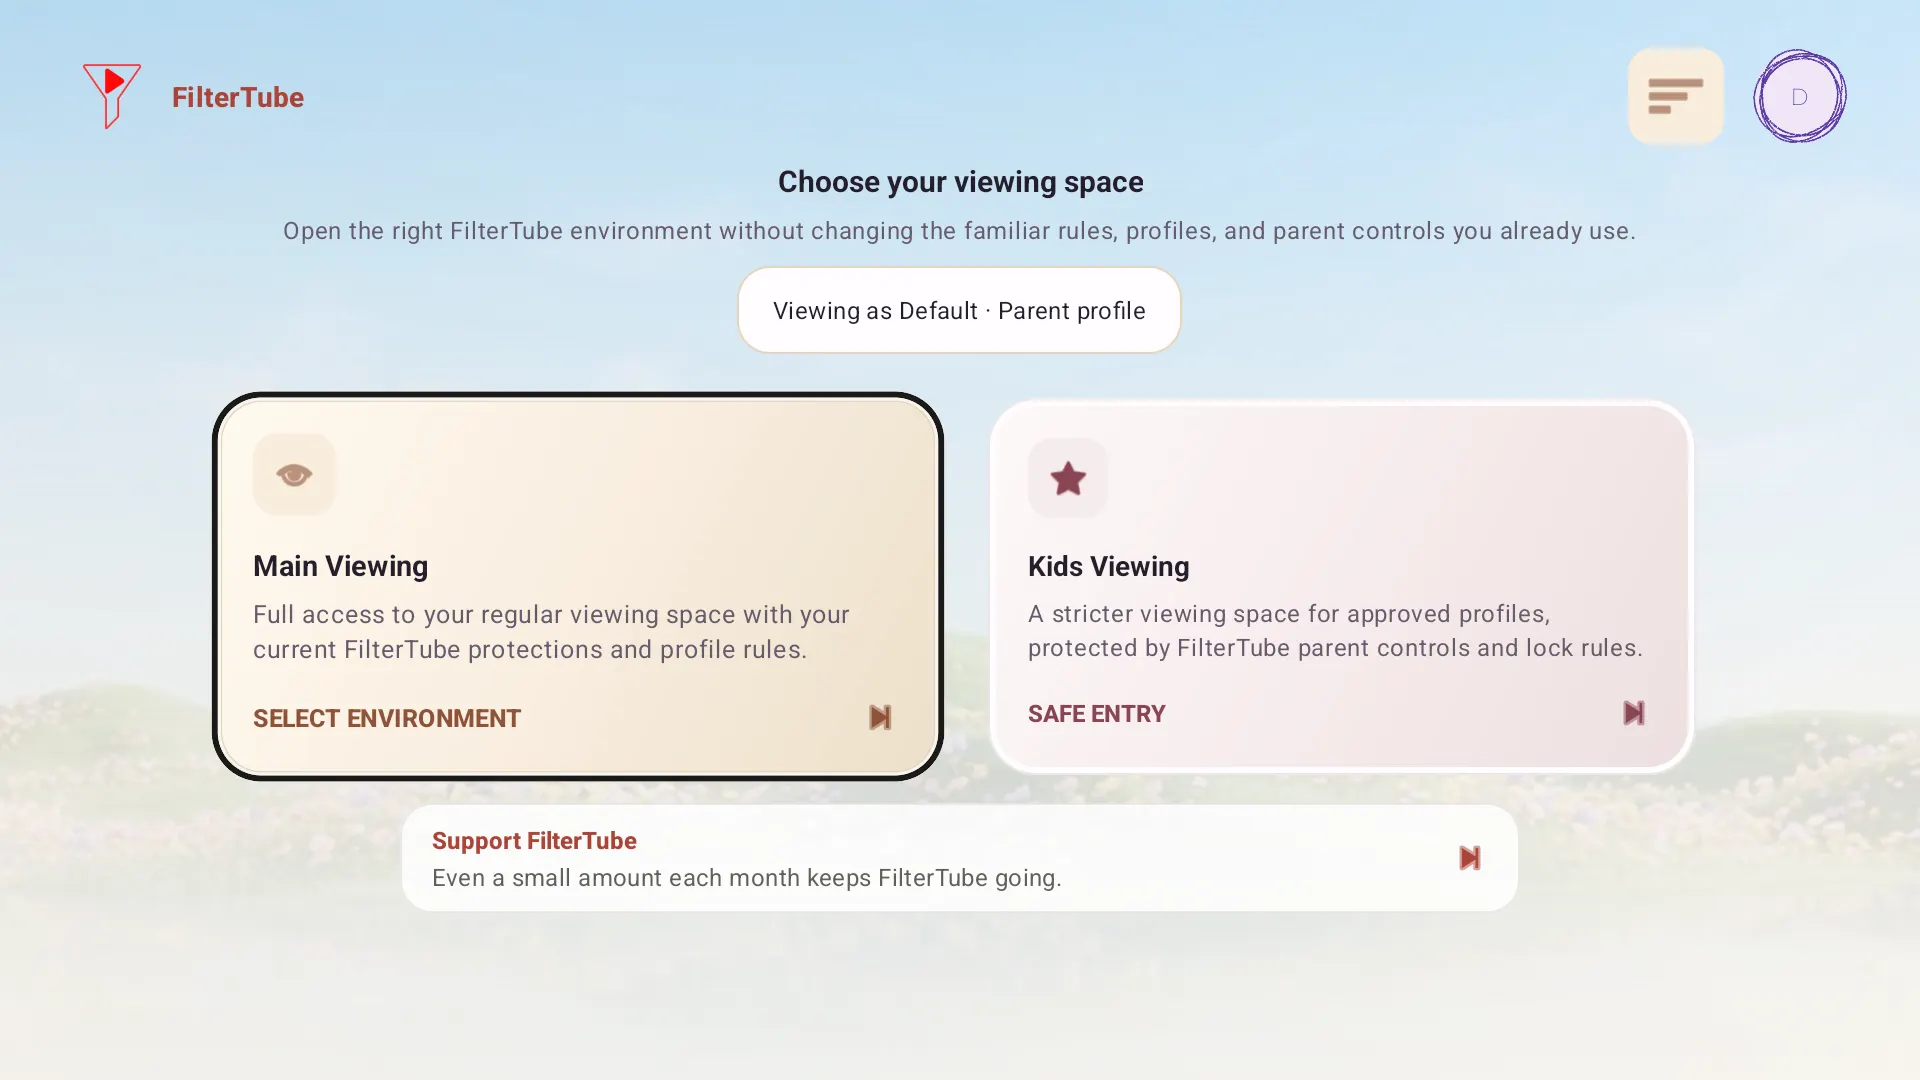 FilterTube
D
Choose your viewing space
Open the right FilterTube environment without changing the familiar rules, profiles, and parent controls you already use.
Viewing as Default · Parent profile
Main Viewing
Full access to your regular viewing space with your
current FilterTube protections and profile rules.
SELECT ENVIRONMENT
Kids Viewing
A stricter viewing space for approved profiles,
protected by FilterTube parent controls and lock rules.
SAFE ENTRY
Support FilterTube
Even a small amount each month keeps FilterTube going.